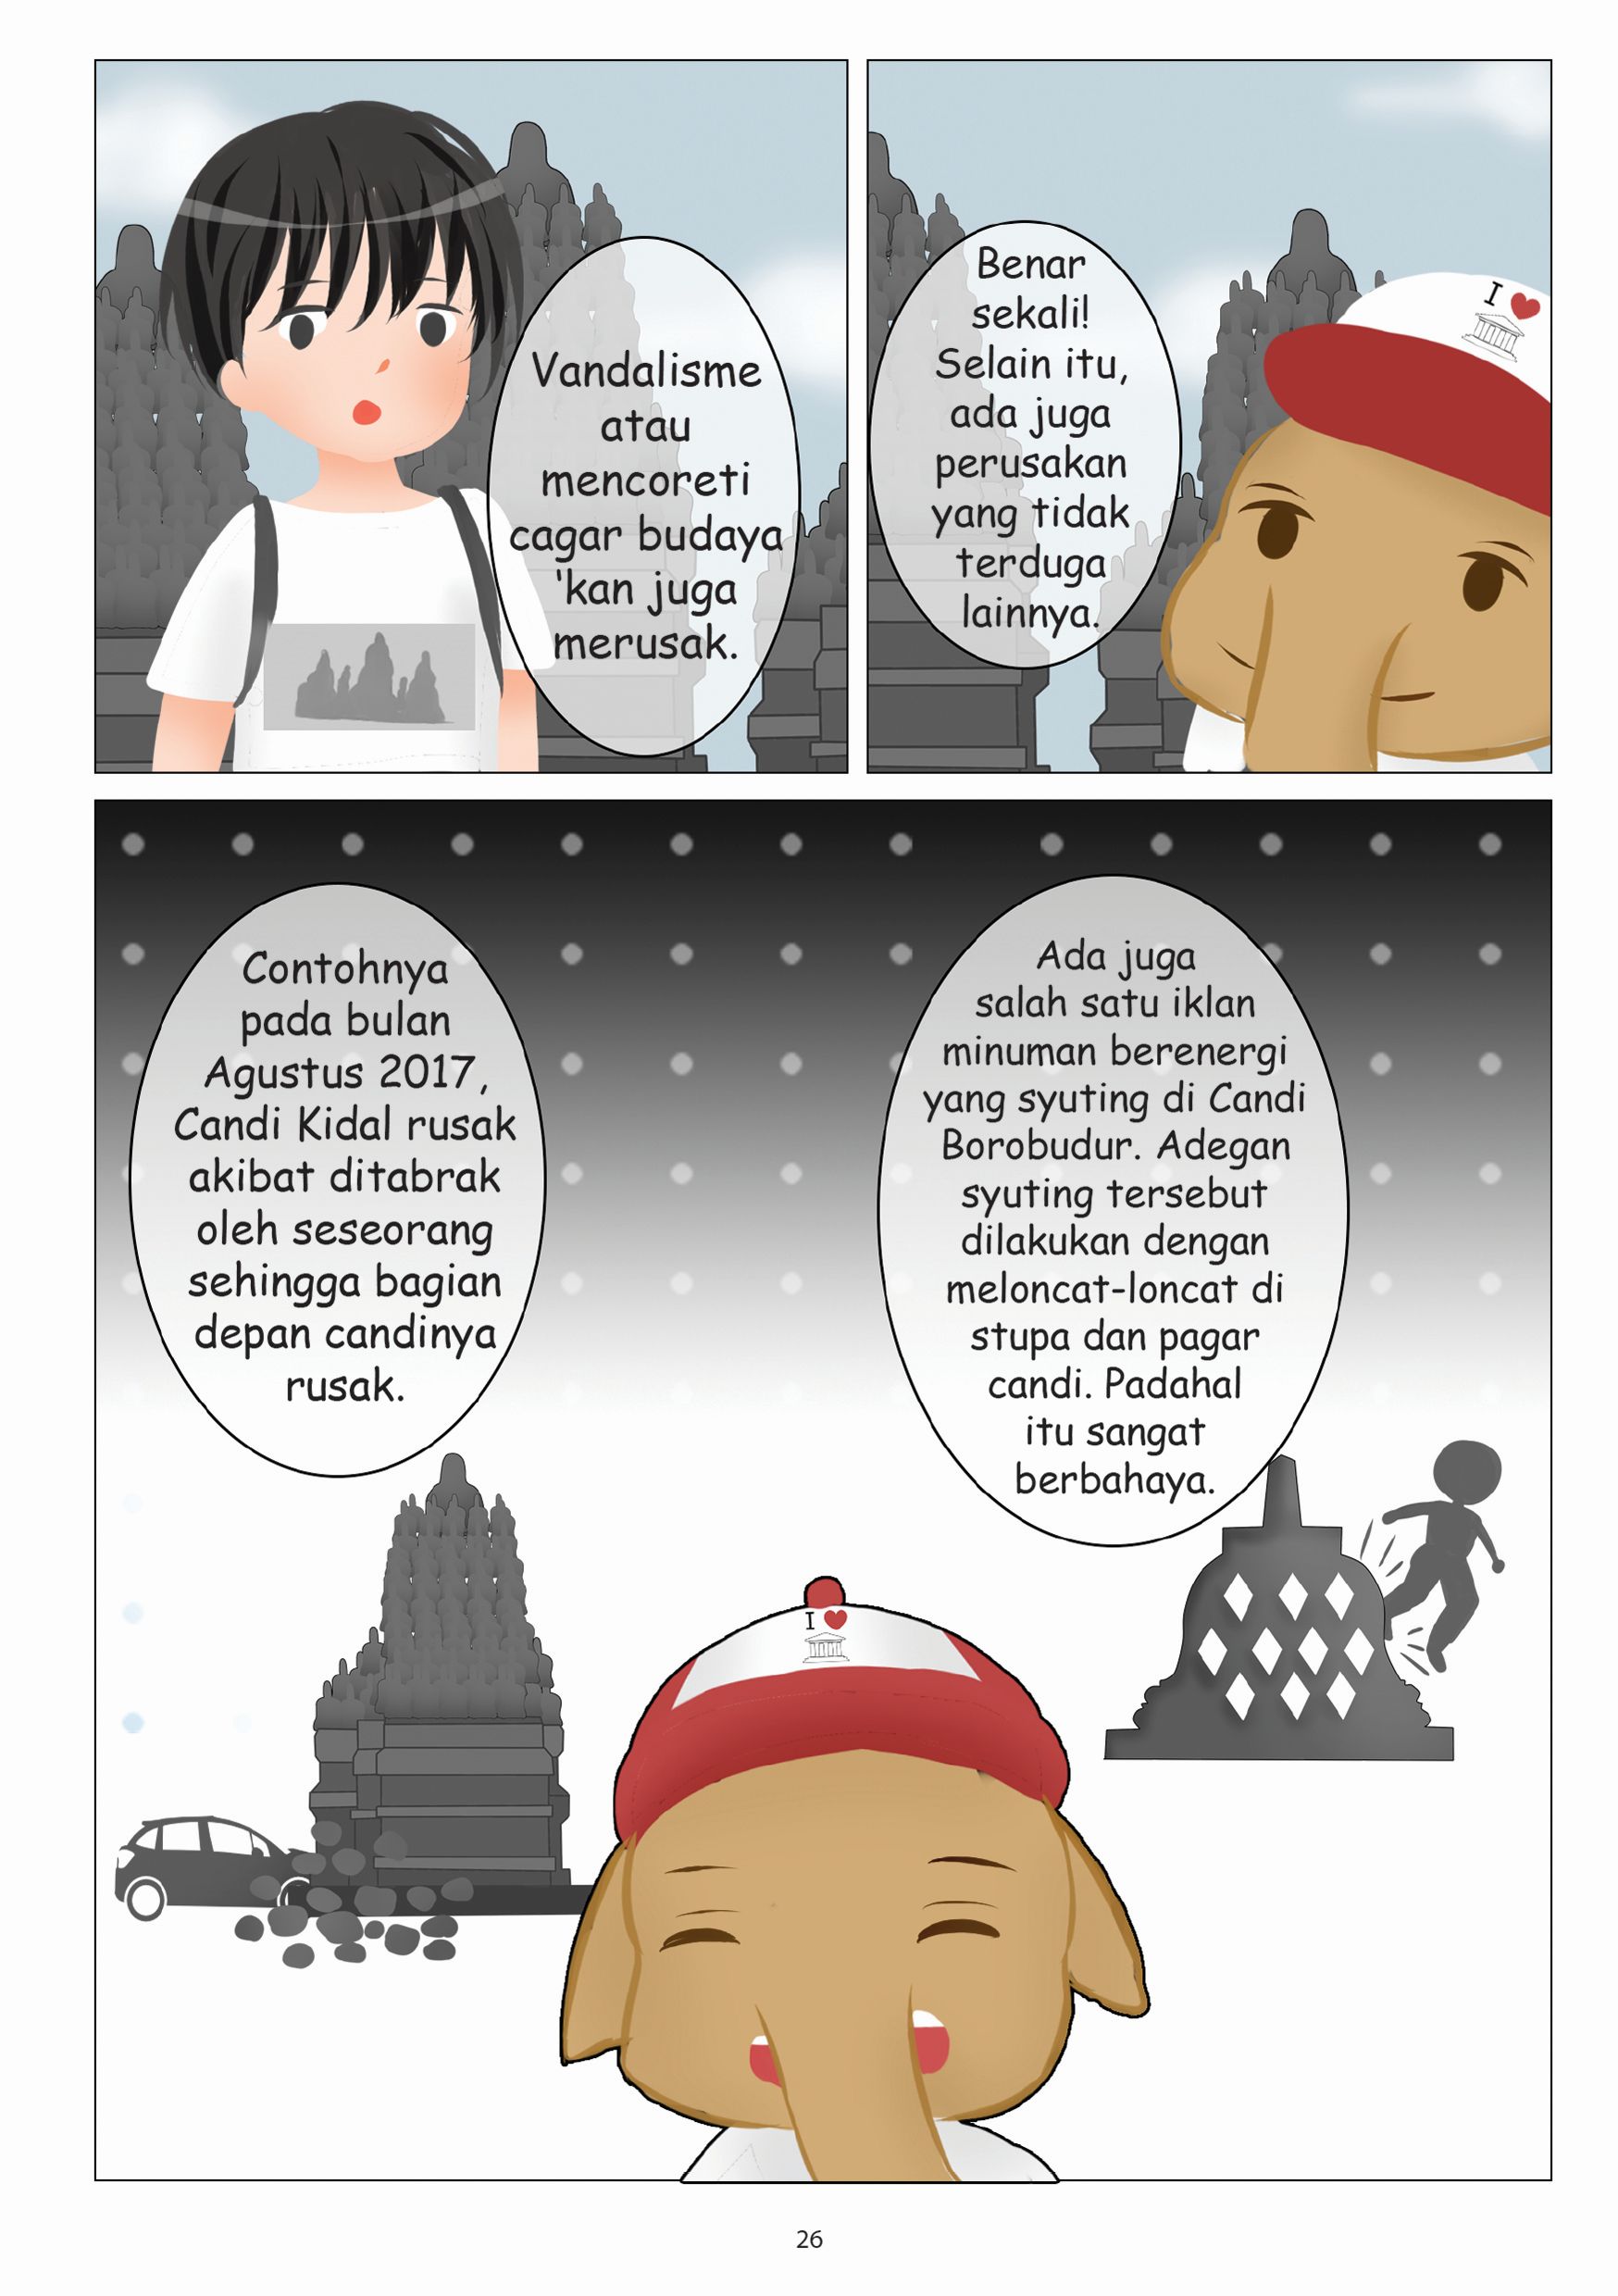 Vandalisme
atau
mencoreti
cagar budaya
'kan juga
merusak.
Benar
sekali!
Selain itu,
ada juga
perusakan
yang tidak
terduga
lainnya.
I
Contohnya
pada bulan
Agustus 2017,
Candi Kidal rusak
akibat ditabrak
oleh seseorang
sehingga bagian
depan candinya
rusak.
Ada juga
salah satu iklan
minuman berenergi
yang syuting di Candi
Borobudur. Adegan
syuting tersebut
dilakukan dengan
meloncat-loncat di
stupa dan pagar
candi. Padahal
itu sangat
berbahaya.
I
26